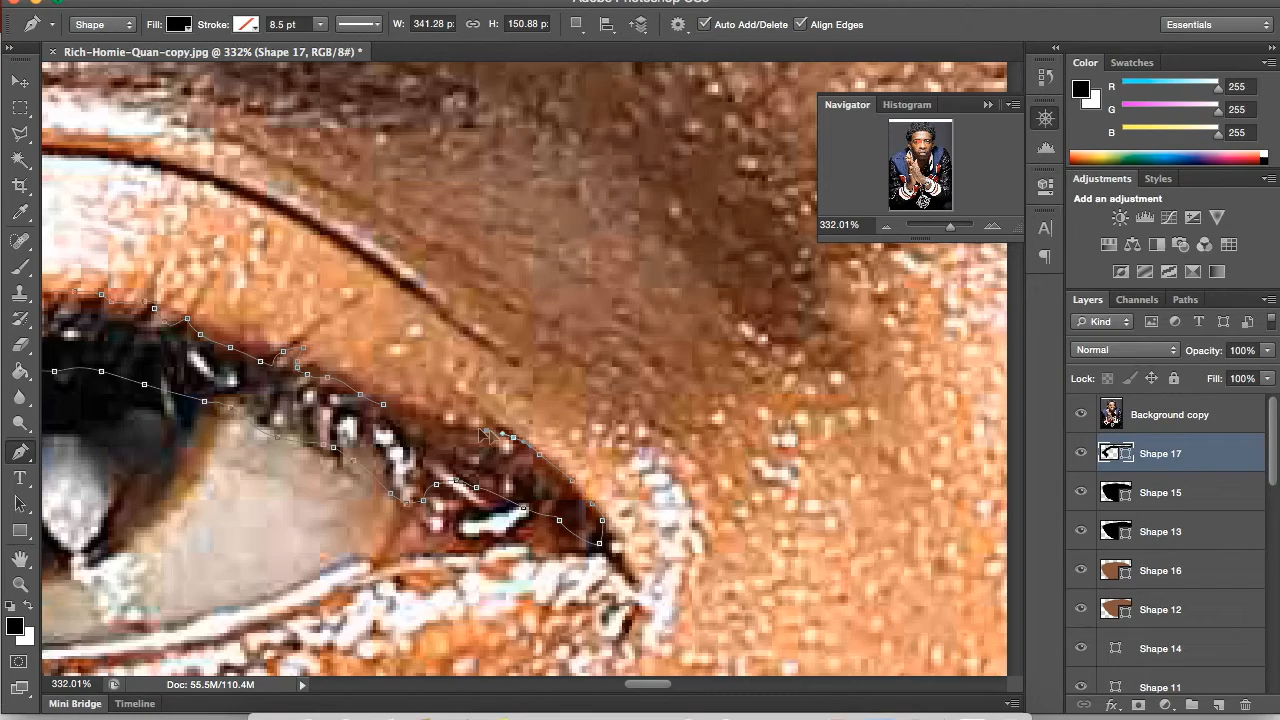 Adobe Photoshop CS6
Shape Fill: Stroke: 8.5 pt W: 341.28 p: H: 150.88 pn Auto Add/Delete Align Edges Essentials
× Rich-Homie-Quan-copy.jpg @ 332% (Shape 17, RGB/8#) *
Color Swatches
R 255
G 255
B 255
Navigator Histogram
332.01%
Adjustments Styles
Add an adjustment
Layers Channels Paths
Kind
Normal Opacity: 100%
Lock: Fill: 100%
Background copy
Shape 17
Shape 15
Shape 13
Shape 16
Shape 12
Shape 14
Shape 11
332.01% Doc: 55.5M/110.4M
Mini Bridge Timeline